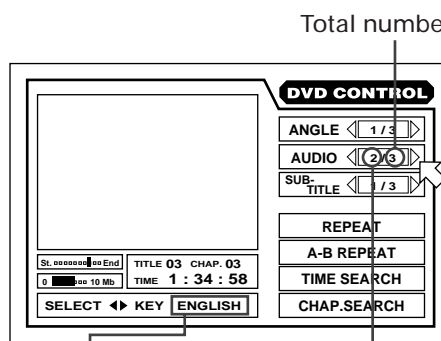 Total numbe
DVD CONTROL
ANGLE 1 / 3
AUDIO 2/3
SUB-TITLE 1 / 3
REPEAT
A-B REPEAT
TIME SEARCH
CHAP.SEARCH
St. End
0 10 Mb
TITLE 03 CHAP. 03
TIME 1 : 34 : 58
SELECT ◀▶ KEY ENGLISH